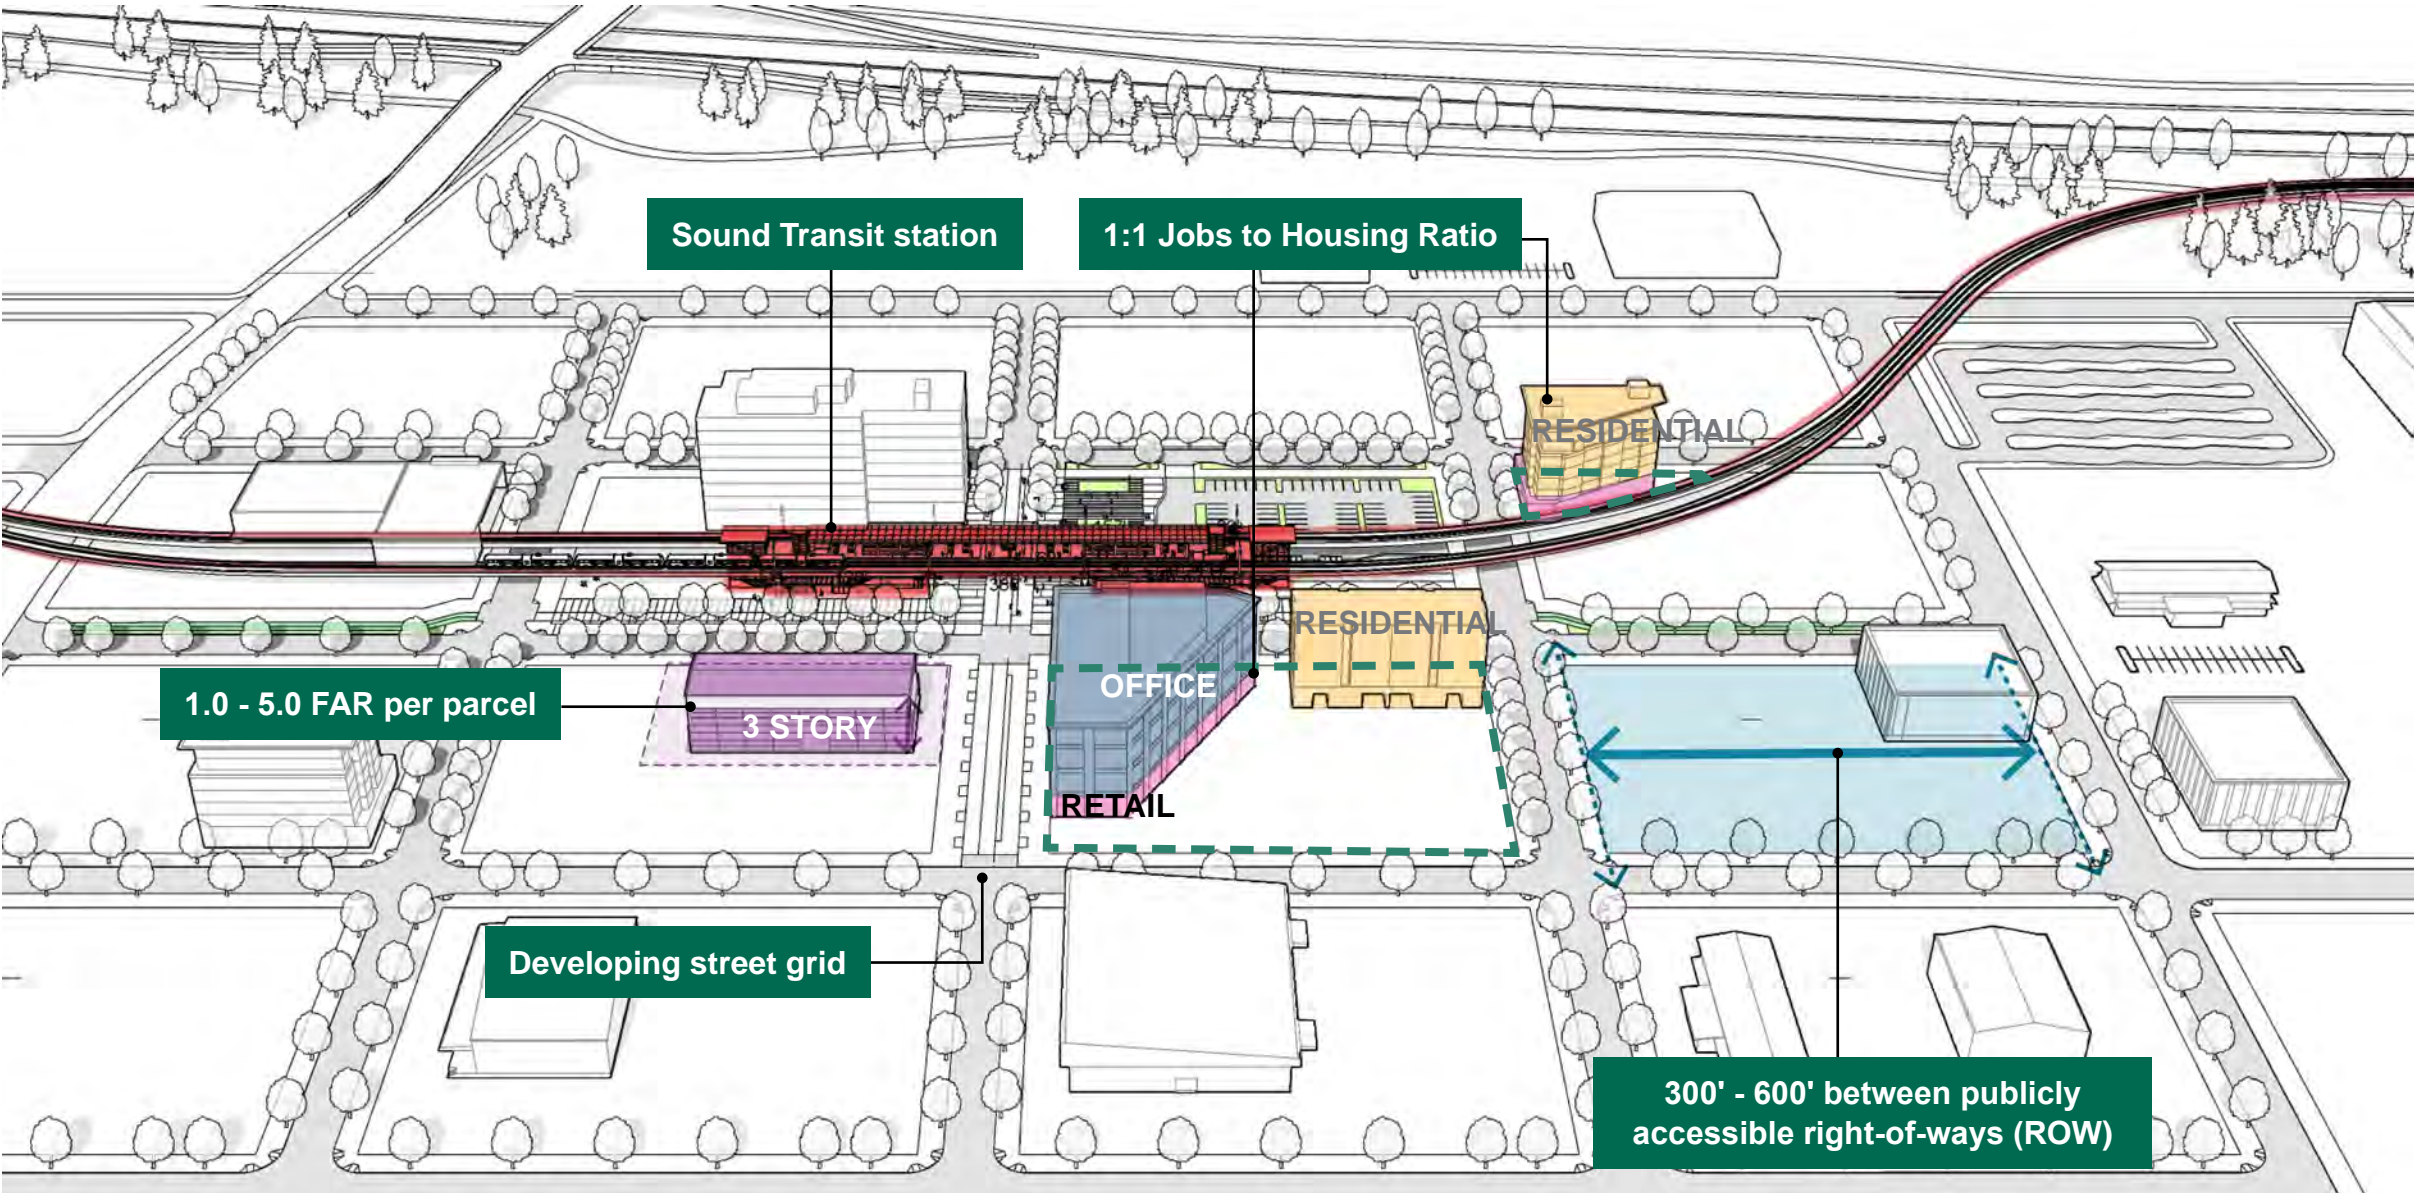 Sound Transit station
1:1 Jobs to Housing Ratio
RESIDENTIAL
RESIDENTIAL
1.0 - 5.0 FAR per parcel
OFFICE
3 STORY
RETAIL
Developing street grid
300' - 600' between publicly
accessible right-of-ways (ROW)